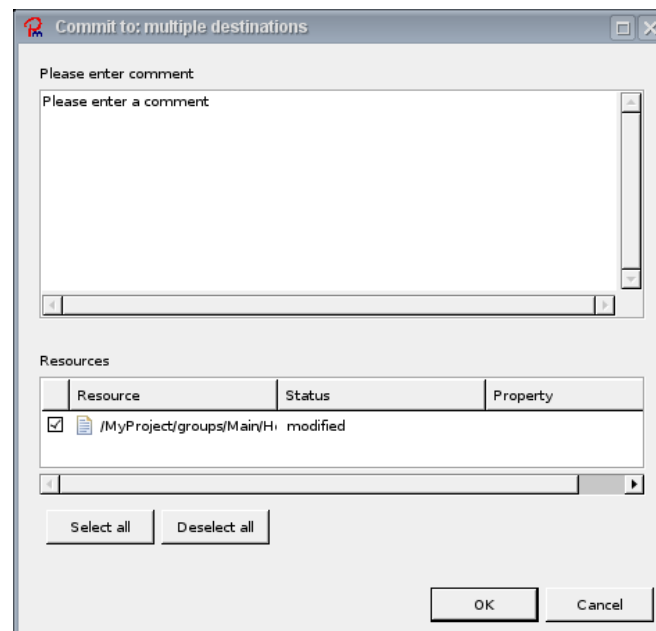 Commit to: multiple destinations
Please enter comment
Please enter a comment
Resources
Resource Status Property
/MyProject/groups/Main/H modified
Select all Deselect all
OK Cancel